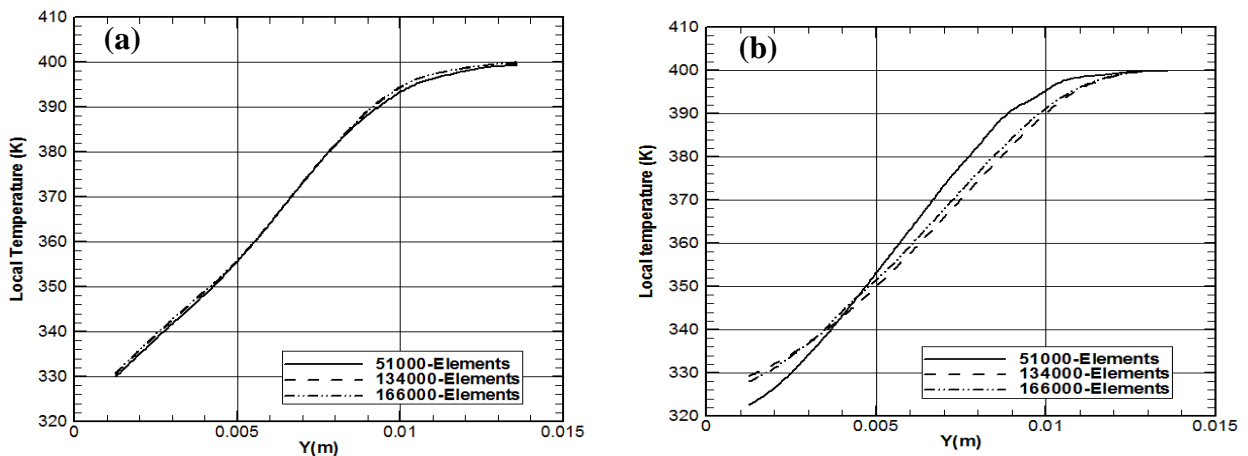 (a)
410
400
390
380
370
360
350
340
330
320
Local Temperature (K)
0
0.005
0.01
0.015
Y(m)
51000-Elements
134000-Elements
166000-Elements
(b)
410
400
390
380
370
360
350
340
330
320
Local temperature (K)
0
0.005
0.01
0.015
Y(m)
51000-Elements
134000-Elements
166000-Elements